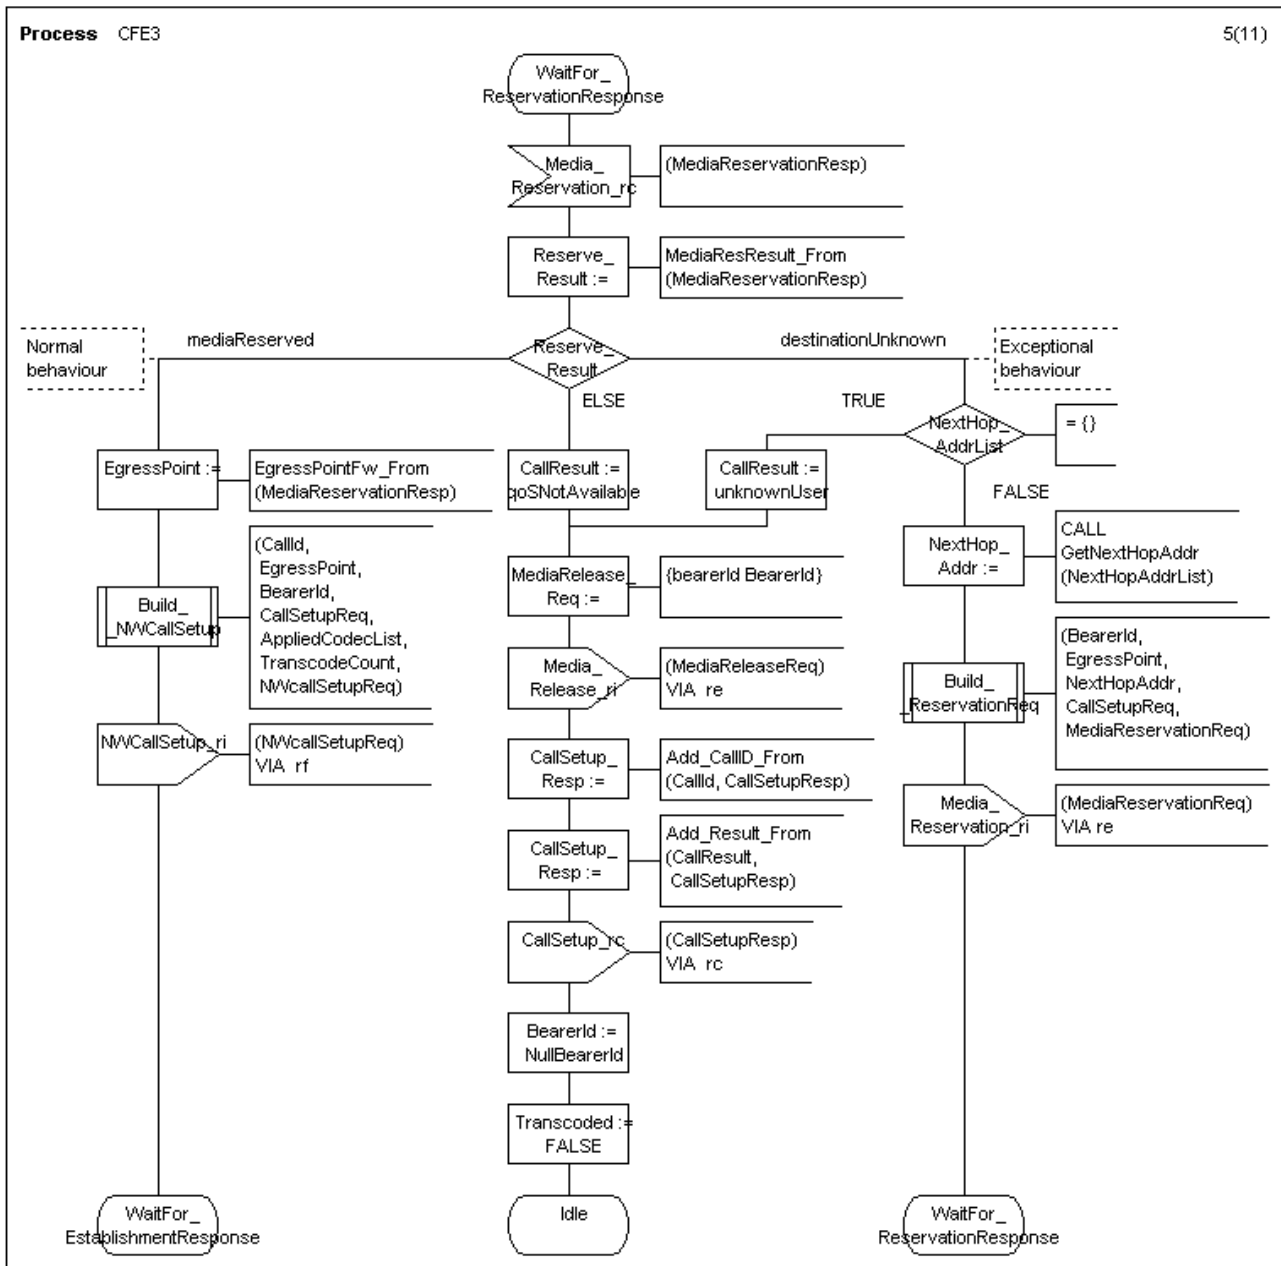 Process CFE3
5(11)
WaitFor_
ReservationResponse
Media_
Reservation_rc
(MediaReservationResp)
Reserve_
Result :=
MediaResResult_From
(MediaReservationResp)
Normal
behaviour
mediaReserved
Reserve_
Result
destinationUnknown
Exceptional
behaviour
ELSE
TRUE
NextHop_
AddrList
= {}
FALSE
EgressPoint :=
EgressPointFw_From
(MediaReservationResp)
CallResult :=
qoSNotAvailable
CallResult :=
unknownUser
NextHop_
Addr :=
CALL
GetNextHopAddr
(NextHopAddrList)
Build_
_NWCallSetup
(CallId,
EgressPoint,
BearerId,
CallSetupReq,
AppliedCodecList,
TranscodeCount,
NWcallSetupReq)
MediaRelease_
Req :=
{bearerId BearerId}
Build_
_ReservationReq
(BearerId,
EgressPoint,
NextHopAddr,
CallSetupReq,
MediaReservationReq)
Media_
Release_ri
(MediaReleaseReq)
VIA re
NWCallSetup_ri
(NWcallSetupReq)
VIA rf
CallSetup_
Resp :=
Add_CallID_From
(CallId, CallSetupResp)
Media_
Reservation_ri
(MediaReservationReq)
VIA re
CallSetup_
Resp :=
Add_Result_From
(CallResult,
CallSetupResp)
CallSetup_rc
(CallSetupResp)
VIA rc
BearerId :=
NullBearerId
Transcoded :=
FALSE
WaitFor_
EstablishmentResponse
Idle
WaitFor_
ReservationResponse